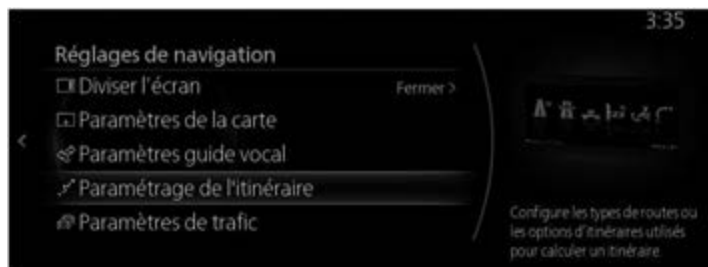 3:35
Réglages de navigation
Diviser l'écran Fermer >
Paramètres de la carte
Paramètres guide vocal
Paramétrage de l'itinéraire
Paramètres de trafic
Configure les types de routes ou
les options d'itinéraires utilisés
pour calculer un itinéraire.